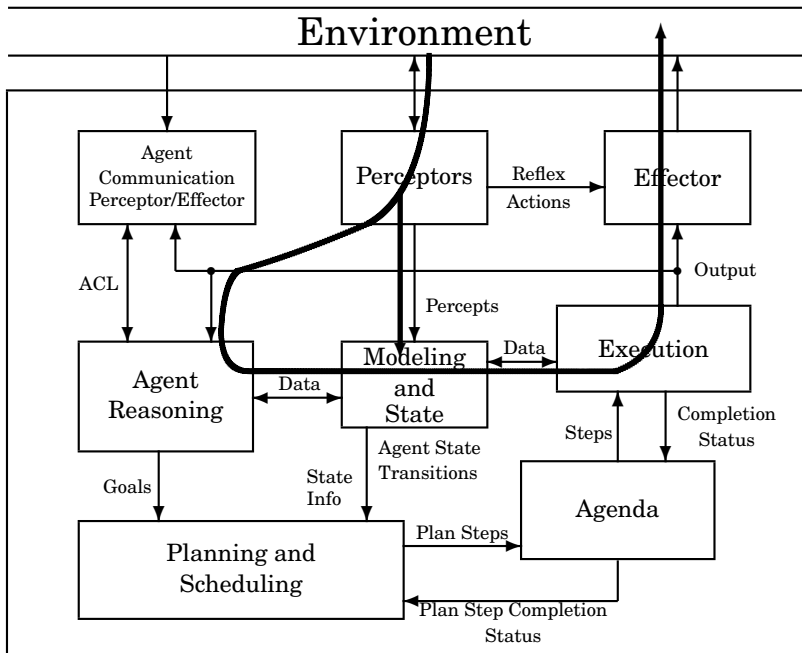 Environment
Agent
Communication
Perceptor/Effector
Perceptors
Reflex
Actions
Effector
ACL
Percepts
Output
Agent
Reasoning
Data
Modeling
and
State
Data
Execution
Goals
State
Info
Agent State
Transitions
Steps
Completion
Status
Planning and
Scheduling
Plan Steps
Agenda
Plan Step Completion
Status